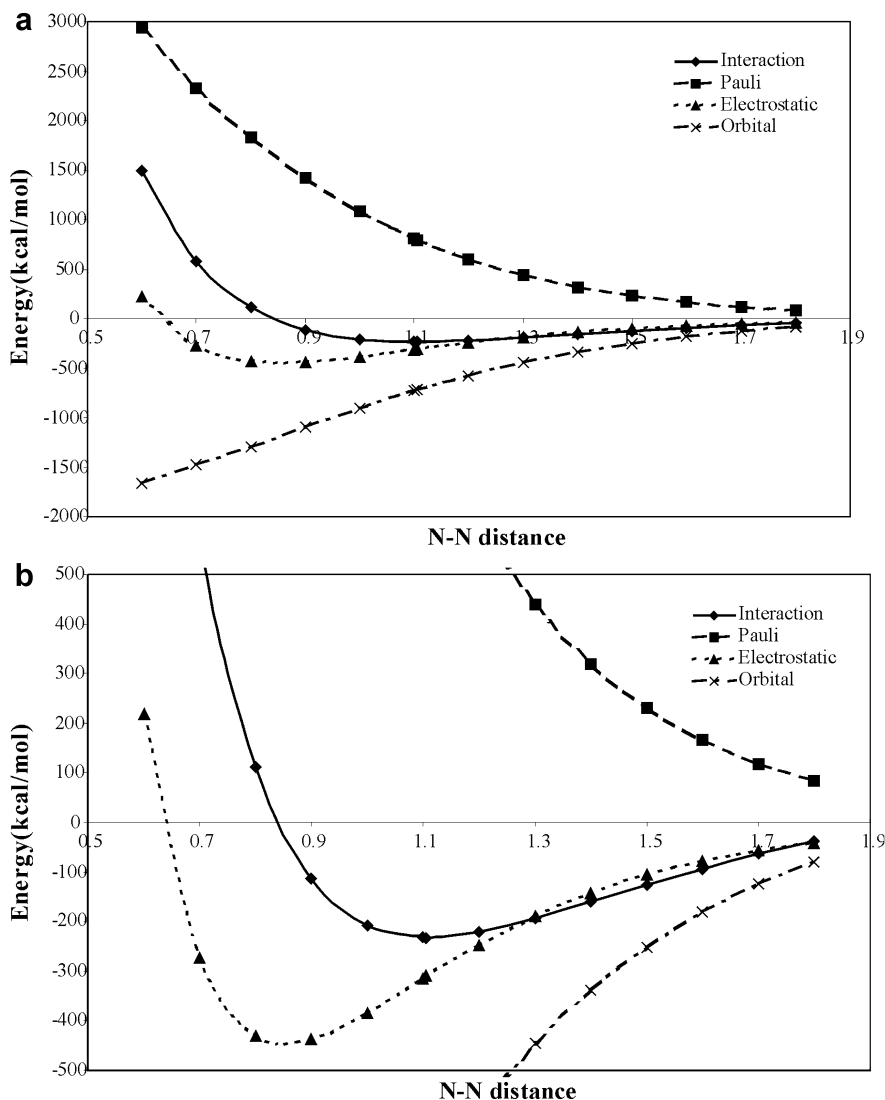 a
3000
2500
2000
1500
1000
500
0
-500
-1000
-1500
-2000
0.5
0.7
0.9
1.1
1.3
1.5
1.7
1.9
Energy(kcal/mol)
N-N distance
Interaction
Pauli
Electrostatic
Orbital
b
500
400
300
200
100
0
-100
-200
-300
-400
-500
0.5
0.7
0.9
1.1
1.3
1.5
1.7
1.9
Energy(kcal/mol)
N-N distance
Interaction
Pauli
Electrostatic
Orbital